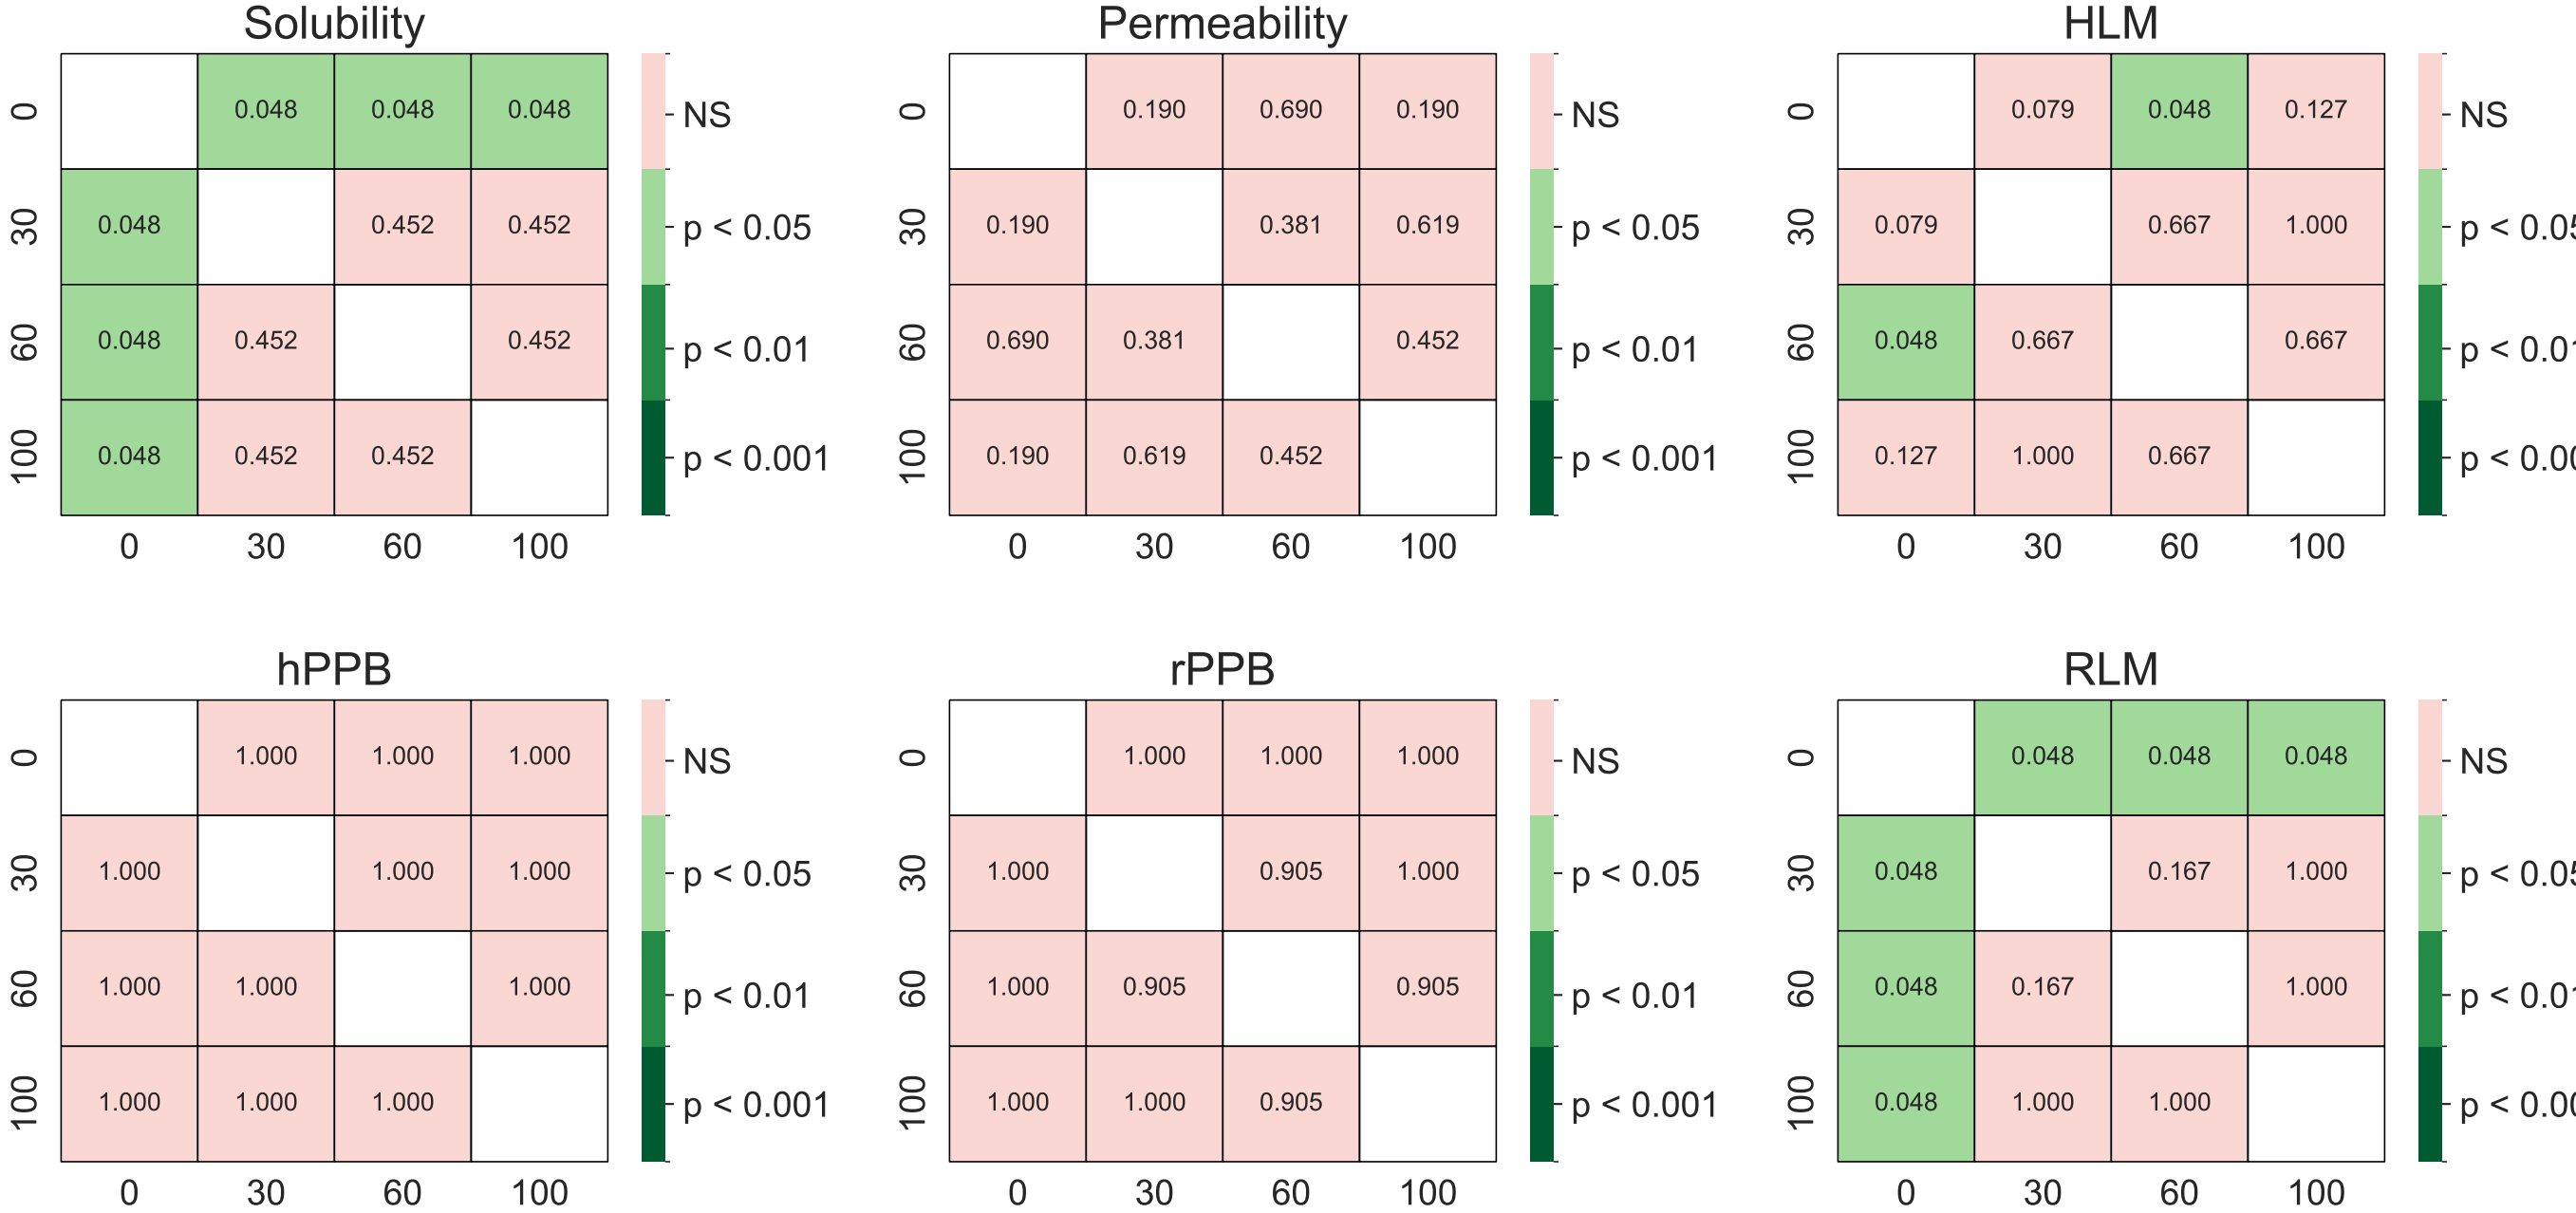 Solubility
0 0.048 0.048 0.048
30 0.048 0.452 0.452
60 0.048 0.452 0.452
100 0.048 0.452 0.452
0 30 60 100
NS
p < 0.05
p < 0.01
p < 0.001
Permeability
0 0.190 0.690 0.190
30 0.190 0.381 0.619
60 0.690 0.381 0.452
100 0.190 0.619 0.452
0 30 60 100
NS
p < 0.05
p < 0.01
p < 0.001
HLM
0 0.079 0.048 0.127
30 0.079 0.667 1.000
60 0.048 0.667 0.667
100 0.127 1.000 0.667
0 30 60 100
NS
p < 0.05
p < 0.01
p < 0.00
hPPB
0 1.000 1.000 1.000
30 1.000 1.000 1.000
60 1.000 1.000 1.000
100 1.000 1.000 1.000
0 30 60 100
NS
p < 0.05
p < 0.01
p < 0.001
rPPB
0 1.000 1.000 1.000
30 1.000 0.905 1.000
60 1.000 0.905 0.905
100 1.000 1.000 0.905
0 30 60 100
NS
p < 0.05
p < 0.01
p < 0.001
RLM
0 0.048 0.048 0.048
30 0.048 0.167 1.000
60 0.048 0.167 1.000
100 0.048 1.000 1.000
0 30 60 100
NS
p < 0.05
p < 0.01
p < 0.00